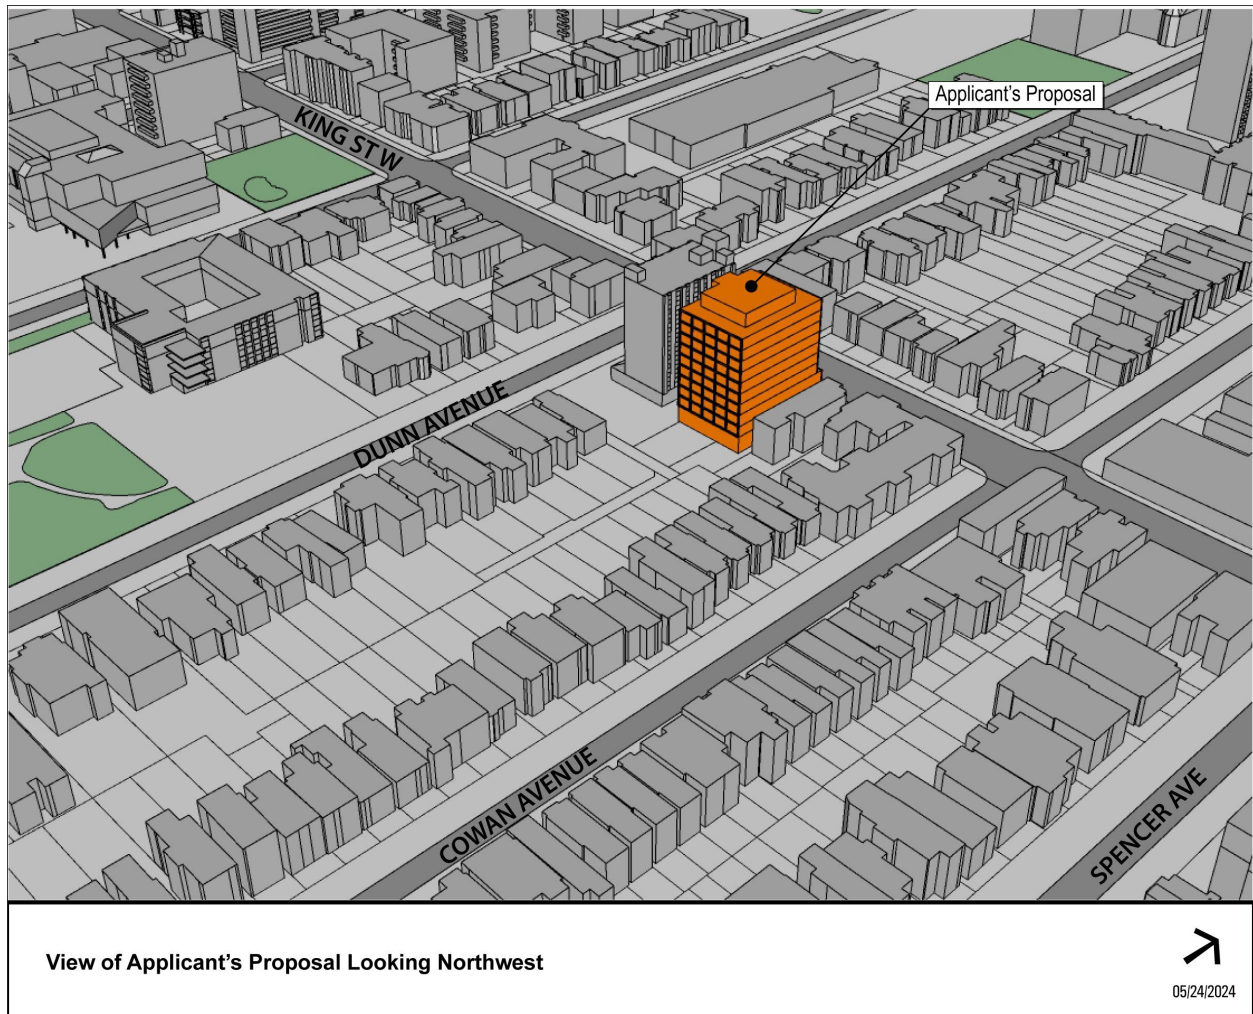 Applicant's Proposal
KING ST W
DUNN AVENUE
COWAN AVENUE
SPENCER AVE
View of Applicant's Proposal Looking Northwest
05/24/2024